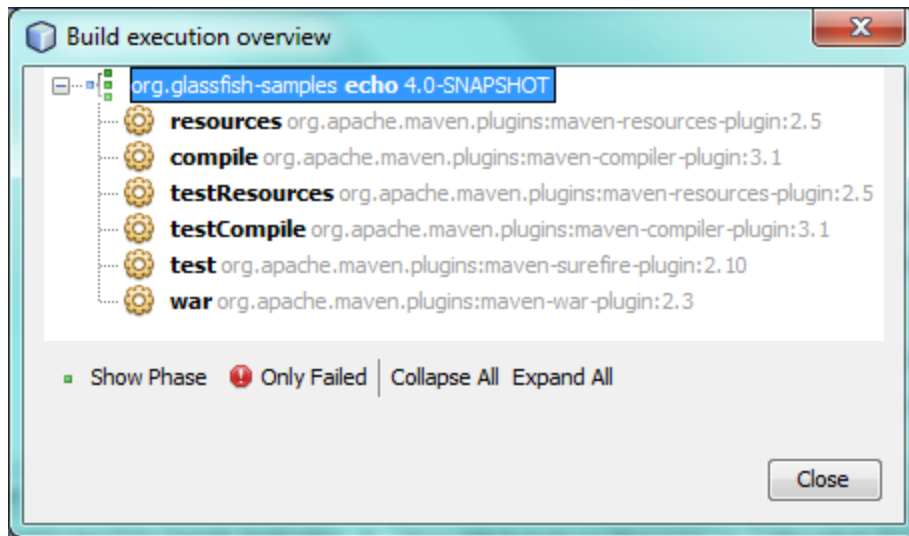 Build execution overview
org.glassfish-samples echo 4.0-SNAPSHOT
resources org.apache.maven.plugins:maven-resources-plugin:2.5
compile org.apache.maven.plugins:maven-compiler-plugin:3.1
testResources org.apache.maven.plugins:maven-resources-plugin:2.5
testCompile org.apache.maven.plugins:maven-compiler-plugin:3.1
test org.apache.maven.plugins:maven-surefire-plugin:2.10
war org.apache.maven.plugins:maven-war-plugin:2.3
Show Phase Only Failed Collapse All Expand All
Close